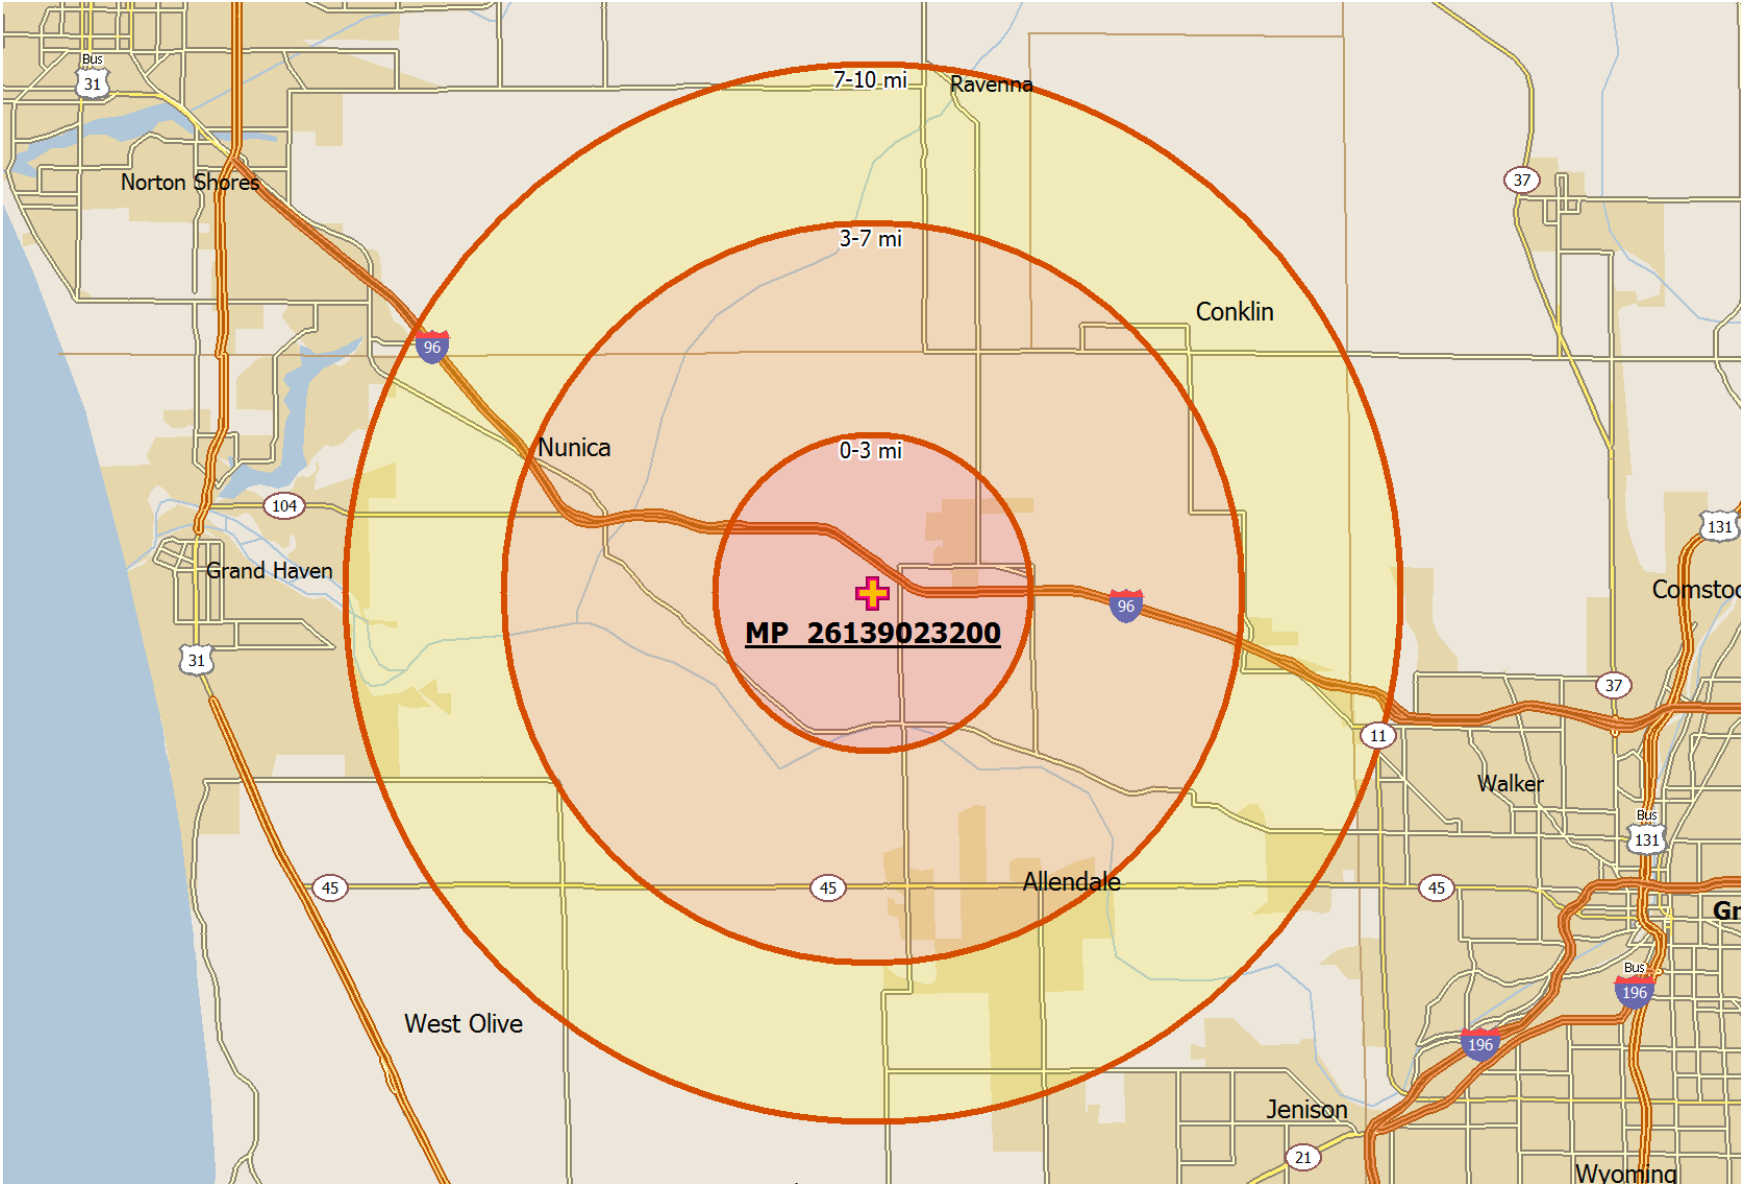 7-10 mi
Ravenna
Bus
31
Norton Shores
37
3-7 mi
Conklin
96
Nunica
0-3 mi
104
131
Grand Haven
Comstoc
96
MP_26139023200
31
37
11
Walker
Bus
131
45
45
Allendale
45
Gr
Bus
196
West Olive
196
Jenison
21
Wyoming